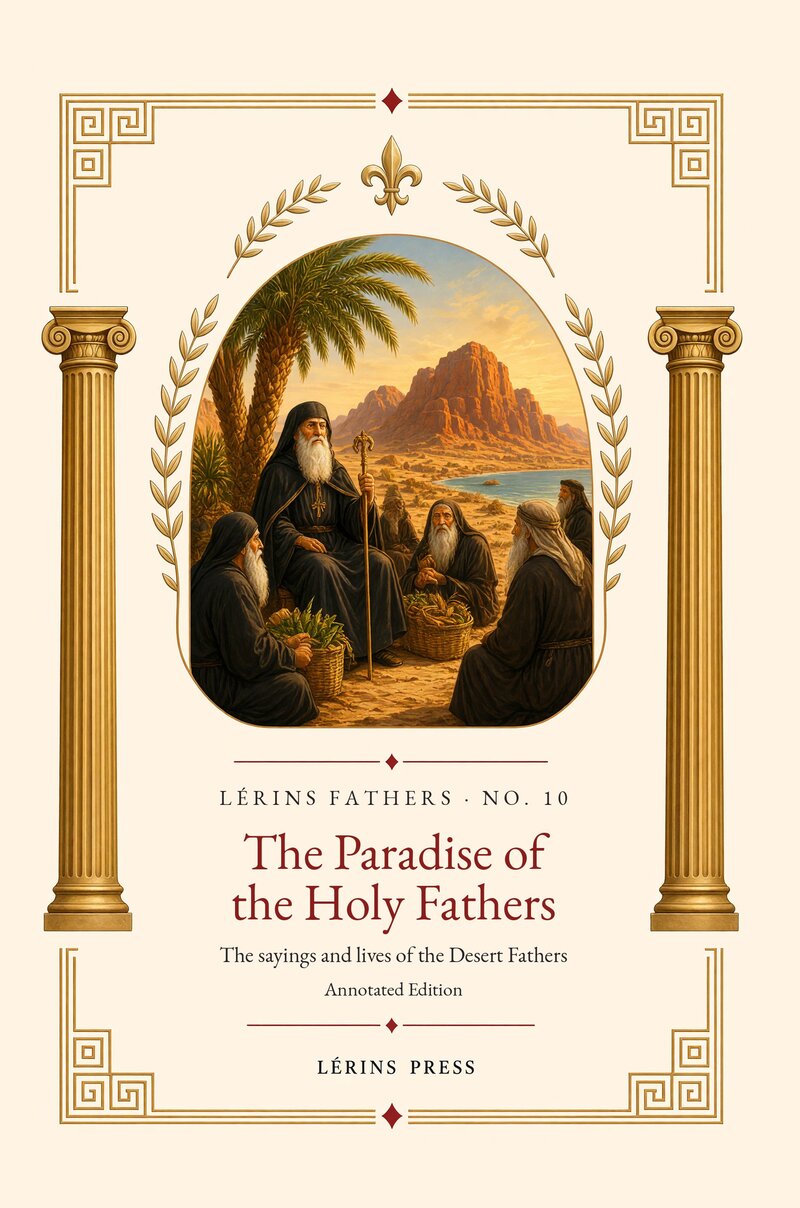 LÉRINS FATHERS · NO. 10
The Paradise of
the Holy Fathers
The sayings and lives of the Desert Fathers
Annotated Edition
LÉRINS PRESS